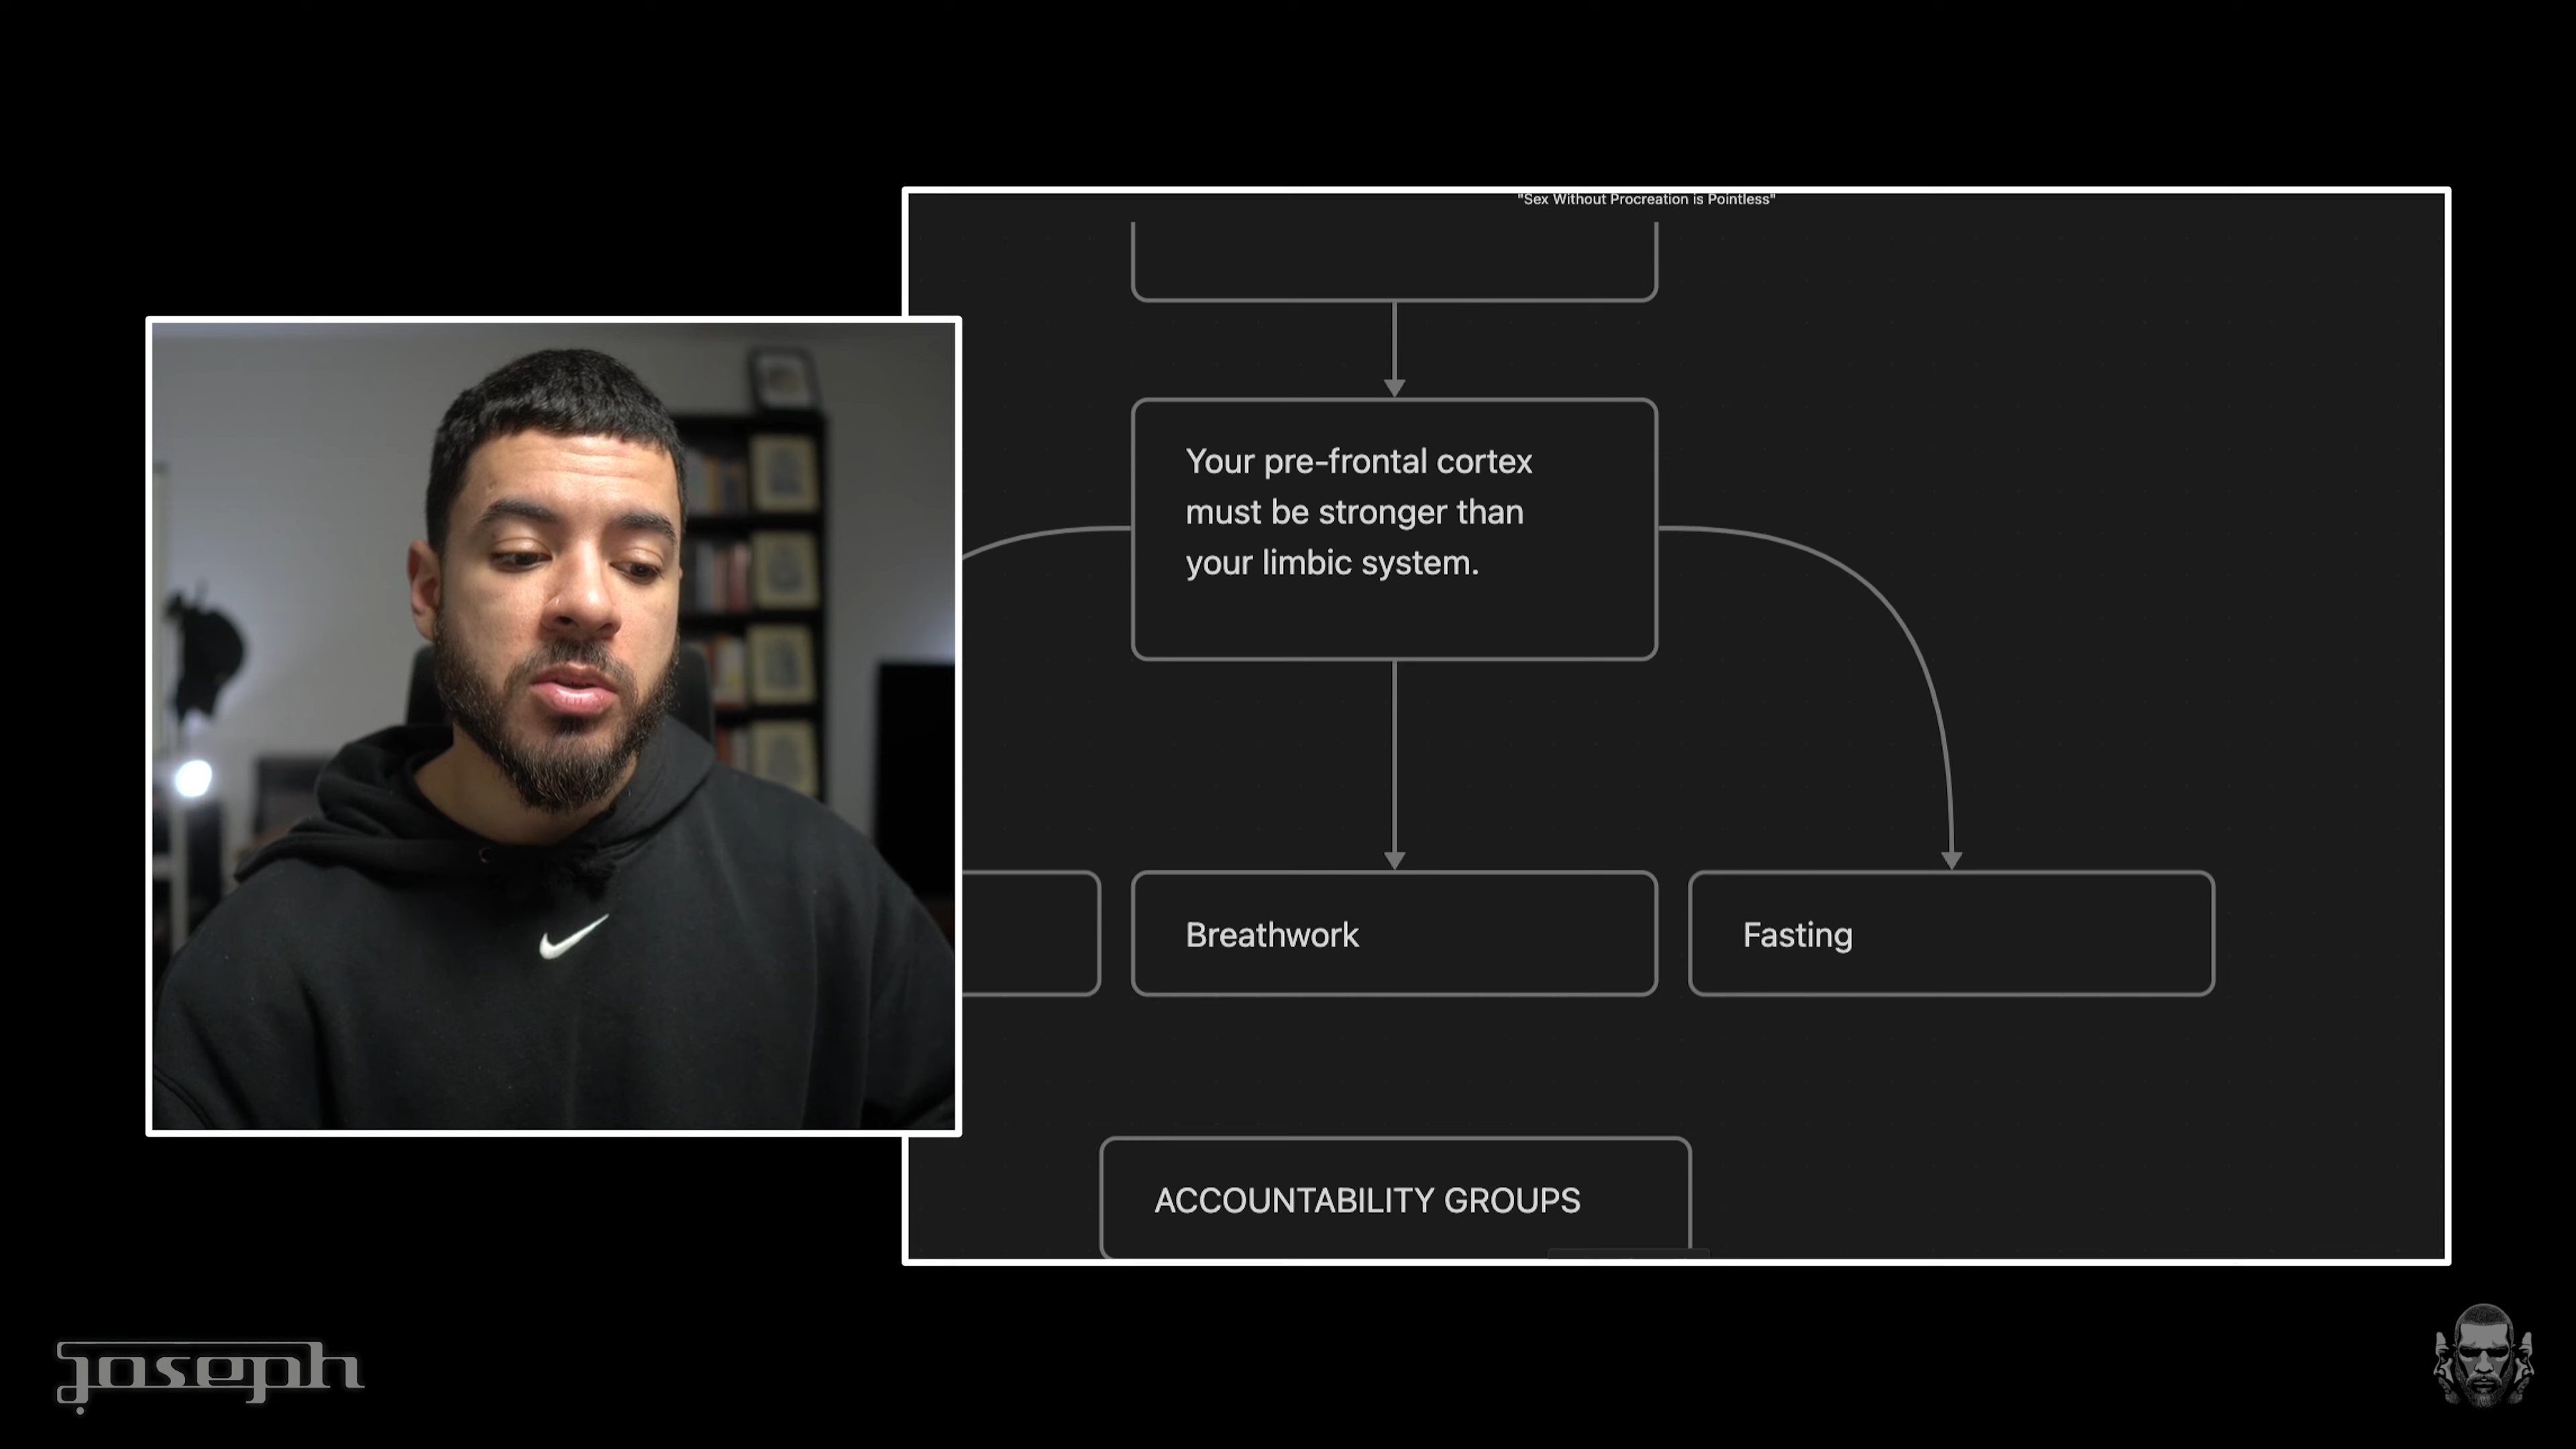 "Sex Without Procreation is Pointless"
Your pre-frontal cortex
must be stronger than
your limbic system.
Breathwork
Fasting
ACCOUNTABILITY GROUPS
joseph